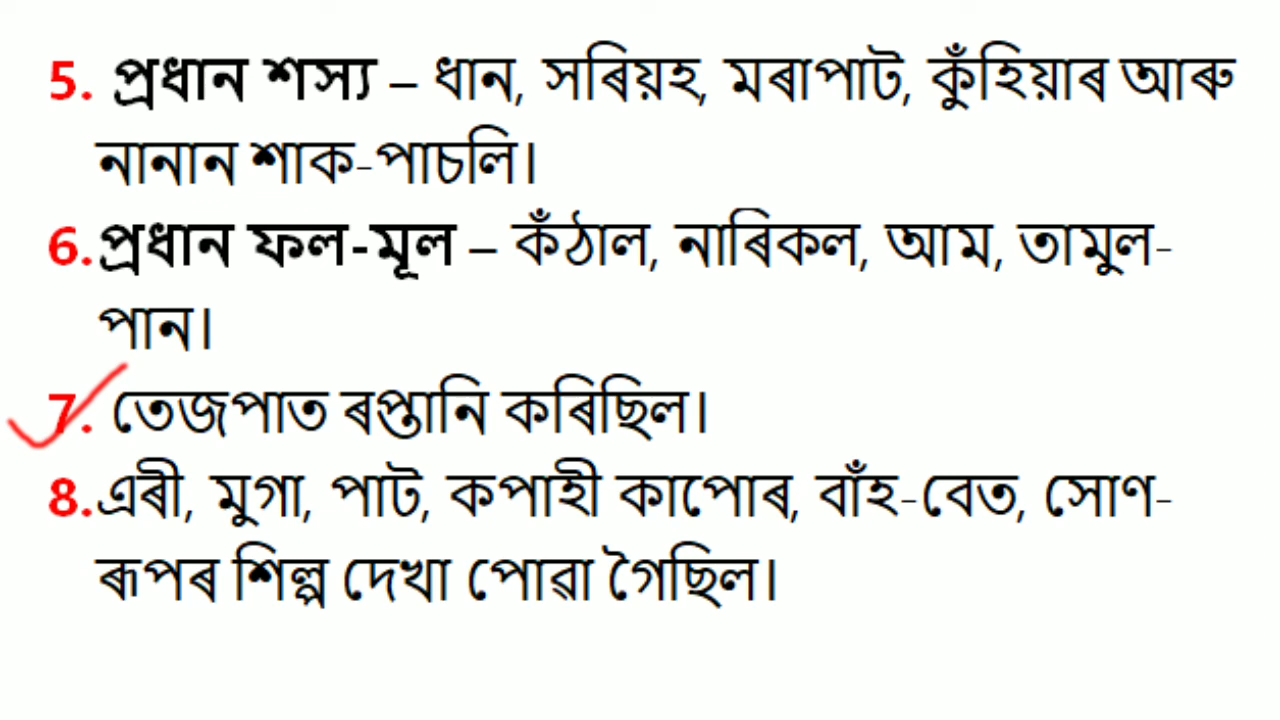 5. প্ৰধান শস্য – ধান, সৰিয়হ, মৰাপাট, কুঁহিয়াৰ আৰু
নানান শাক-পাচলি।
6.প্ৰধান ফল-মূল – কঁঠাল, নাৰিকল, আম, তামুল-
পান।
7. তেজপাত ৰপ্তানি কৰিছিল।
8.এৰী, মুগা, পাট, কপাহী কাপোৰ, বাঁহ-বেত, সোণ-
ৰূপৰ শিল্প দেখা পোৱা গৈছিল।